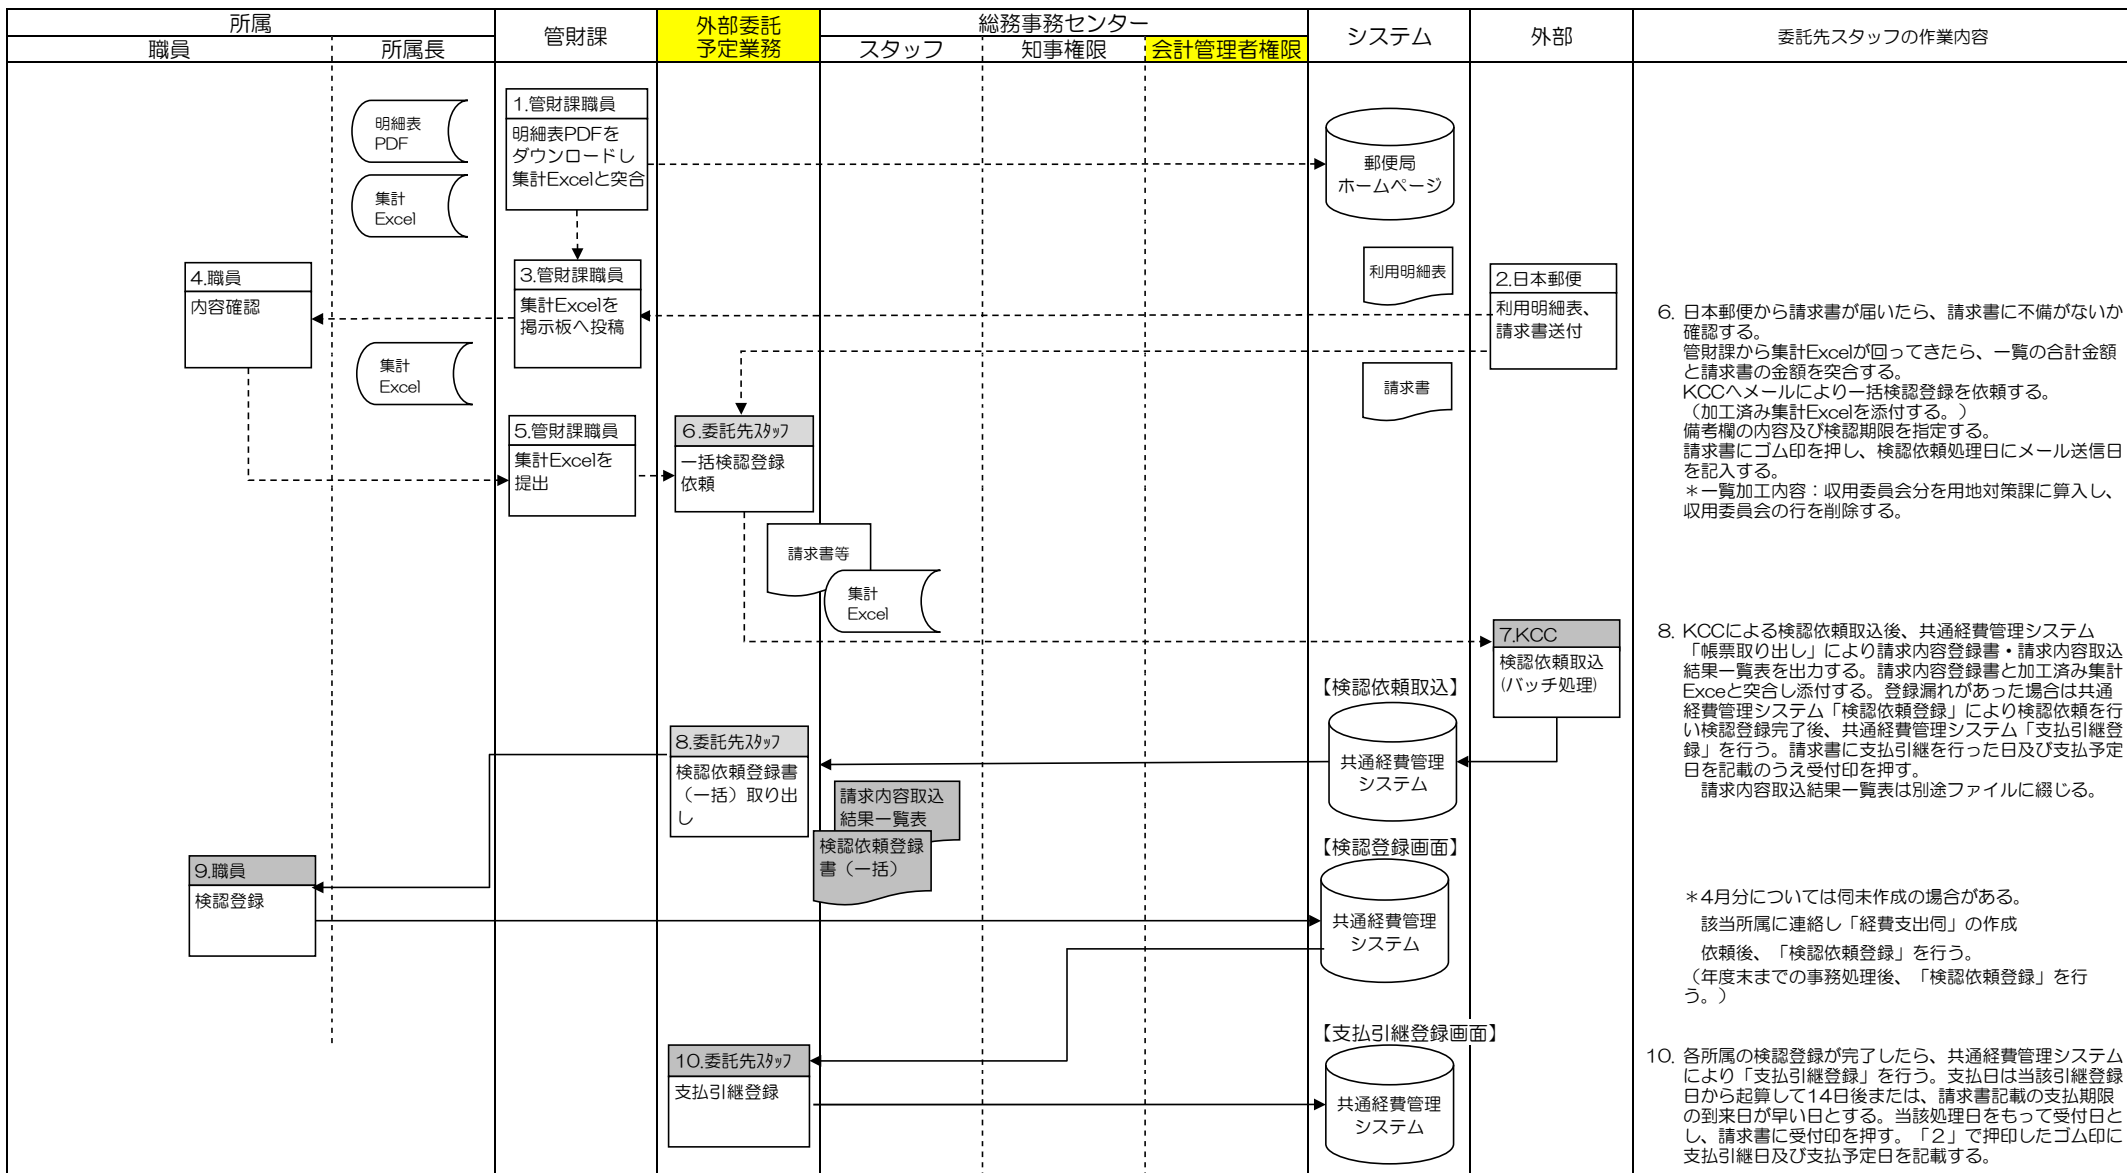 所属
職員
所属長
管財課
外部委託
予定業務
総務事務センター
スタッフ
知事権限
会計管理者権限
システム
外部
委託先スタッフの作業内容
明細表
PDF
集計
Excel
1.管財課職員
明細表PDFを
ダウンロードし
集計Excelと突合
郵便局
ホームページ
4.職員
内容確認
3.管財課職員
集計Excelを
掲示板へ投稿
利用明細表
2.日本郵便
利用明細表、
請求書送付
集計
Excel
請求書
5.管財課職員
集計Excelを
提出
6.委託先ｽﾀｯﾌ
一括検認登録
依頼
請求書等
集計
Excel
6. 日本郵便から請求書が届いたら、請求書に不備がないか
確認する。
管財課から集計Excelが回ってきたら、一覧の合計金額
と請求書の金額を突合する。
KCCへメールにより一括検認登録を依頼する。
（加工済み集計Excelを添付する。）
備考欄の内容及び検認期限を指定する。
請求書にゴム印を押し、検認依頼処理日にメール送信日
を記入する。
＊一覧加工内容：収用委員会分を用地対策課に算入し、
収用委員会の行を削除する。
7.KCC
検認依頼取込
(バッチ処理)
【検認依頼取込】
共通経費管理
システム
8.委託先ｽﾀｯﾌ
検認依頼登録書
（一括）取り出
し
請求内容取込
結果一覧表
検認依頼登録
書（一括）
8. KCCによる検認依頼取込後、共通経費管理システム
「帳票取り出し」により請求内容登録書・請求内容取込
結果一覧表を出力する。請求内容登録書と加工済み集計
Exceと突合し添付する。登録漏れがあった場合は共通
経費管理システム「検認依頼登録」により検認依頼を行
い検認登録完了後、共通経費管理システム「支払引継登
録」を行う。請求書に支払引継を行った日及び支払予定
日を記載のうえ受付印を押す。
請求内容取込結果一覧表は別途ファイルに綴じる。
9.職員
検認登録
【検認登録画面】
共通経費管理
システム
＊4月分については伺未作成の場合がある。
該当所属に連絡し「経費支出伺」の作成
依頼後、「検認依頼登録」を行う。
（年度末までの事務処理後、「検認依頼登録」を行
う。）
10.委託先ｽﾀｯﾌ
支払引継登録
【支払引継登録画面】
共通経費管理
システム
10. 各所属の検認登録が完了したら、共通経費管理システム
により「支払引継登録」を行う。支払日は当該引継登録
日から起算して14日後または、請求書記載の支払期限
の到来日が早い日とする。当該処理日をもって受付日と
し、請求書に受付印を押す。「２」で押印したゴム印に
支払引継日及び支払予定日を記載する。